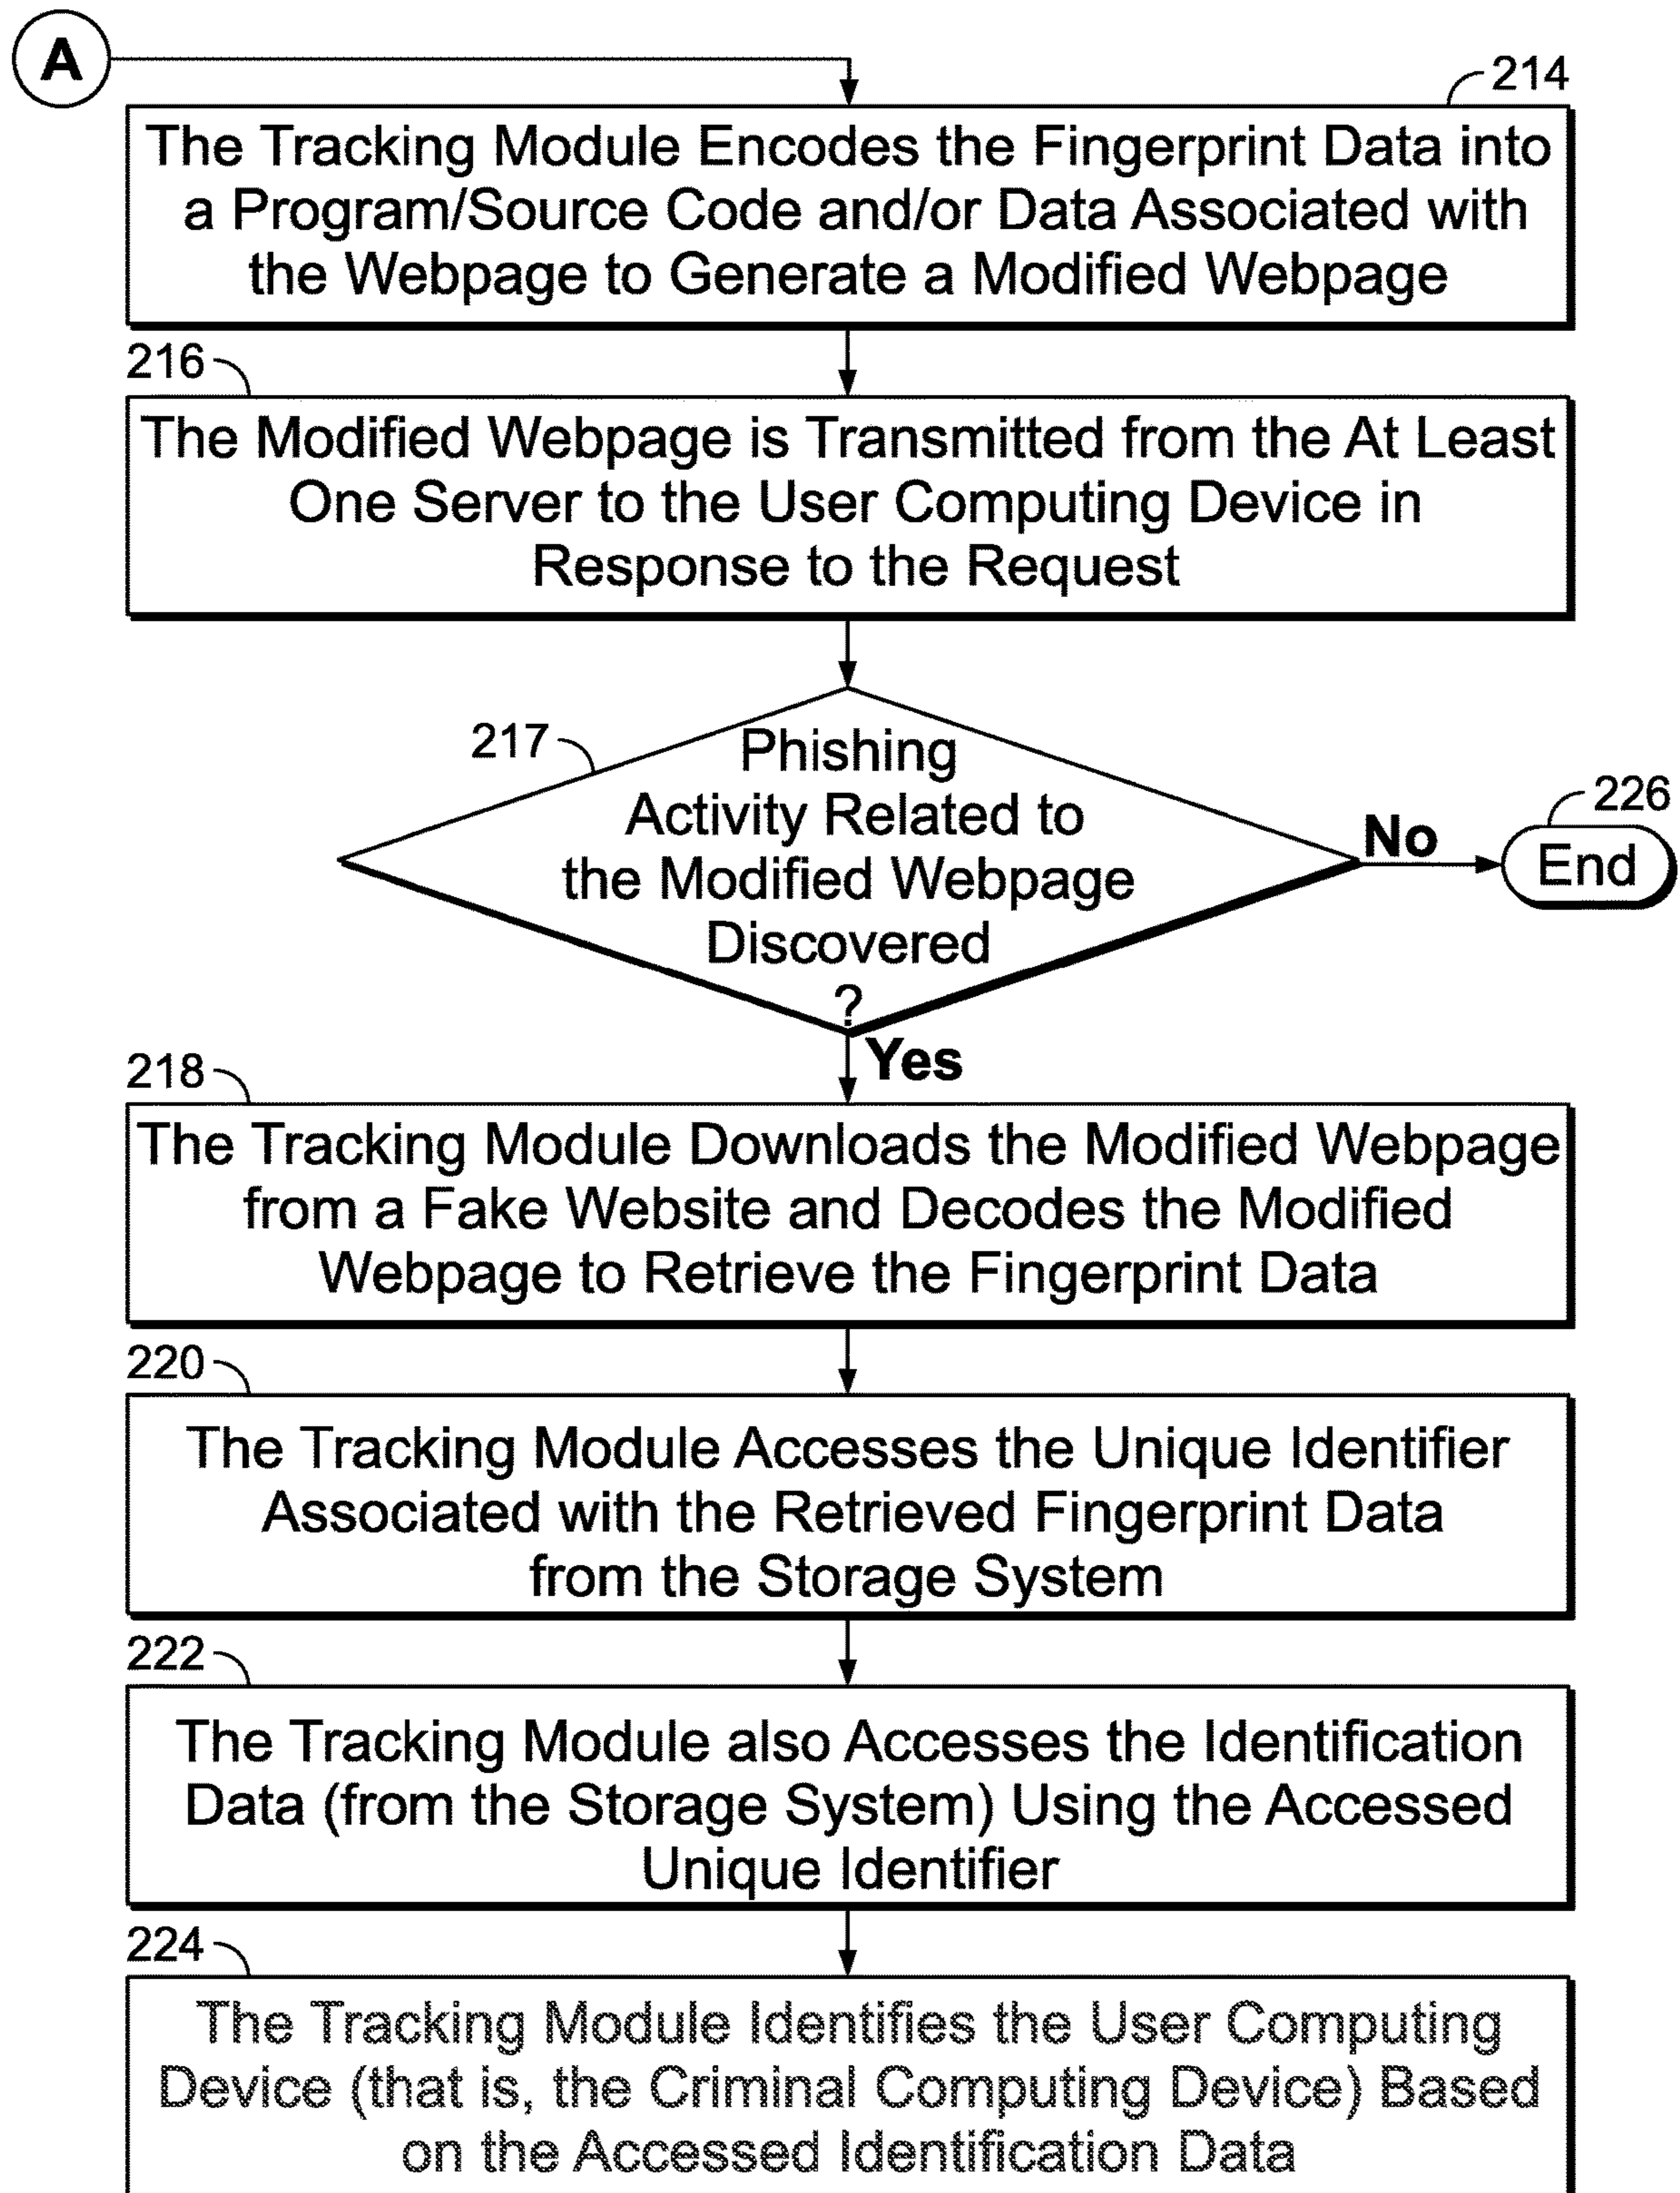 A
214
The Tracking Module Encodes the Fingerprint Data into
a Program/Source Code and/or Data Associated with
the Webpage to Generate a Modified Webpage
216
The Modified Webpage is Transmitted from the At Least
One Server to the User Computing Device in
Response to the Request
217
Phishing
Activity Related to
the Modified Webpage
Discovered
?
No
226
End
Yes
218
The Tracking Module Downloads the Modified Webpage
from a Fake Website and Decodes the Modified
Webpage to Retrieve the Fingerprint Data
220
The Tracking Module Accesses the Unique Identifier
Associated with the Retrieved Fingerprint Data
from the Storage System
222
The Tracking Module also Accesses the Identification
Data (from the Storage System) Using the Accessed
Unique Identifier
224
The Tracking Module Identifies the User Computing
Device (that is, the Criminal Computing Device) Based
on the Accessed Identification Data